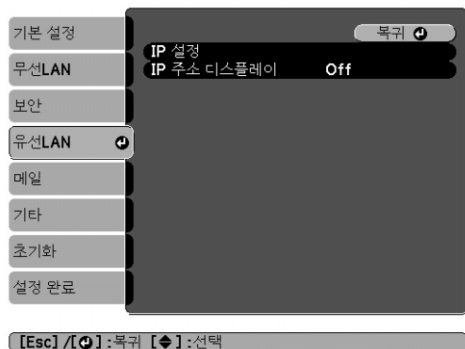 기본 설정
무선LAN
보안
유선LAN
메일
기타
초기화
설정 완료
복귀
IP 설정
IP 주소 디스플레이 Off
[Esc] /[ ] :복귀 [ ] :선택